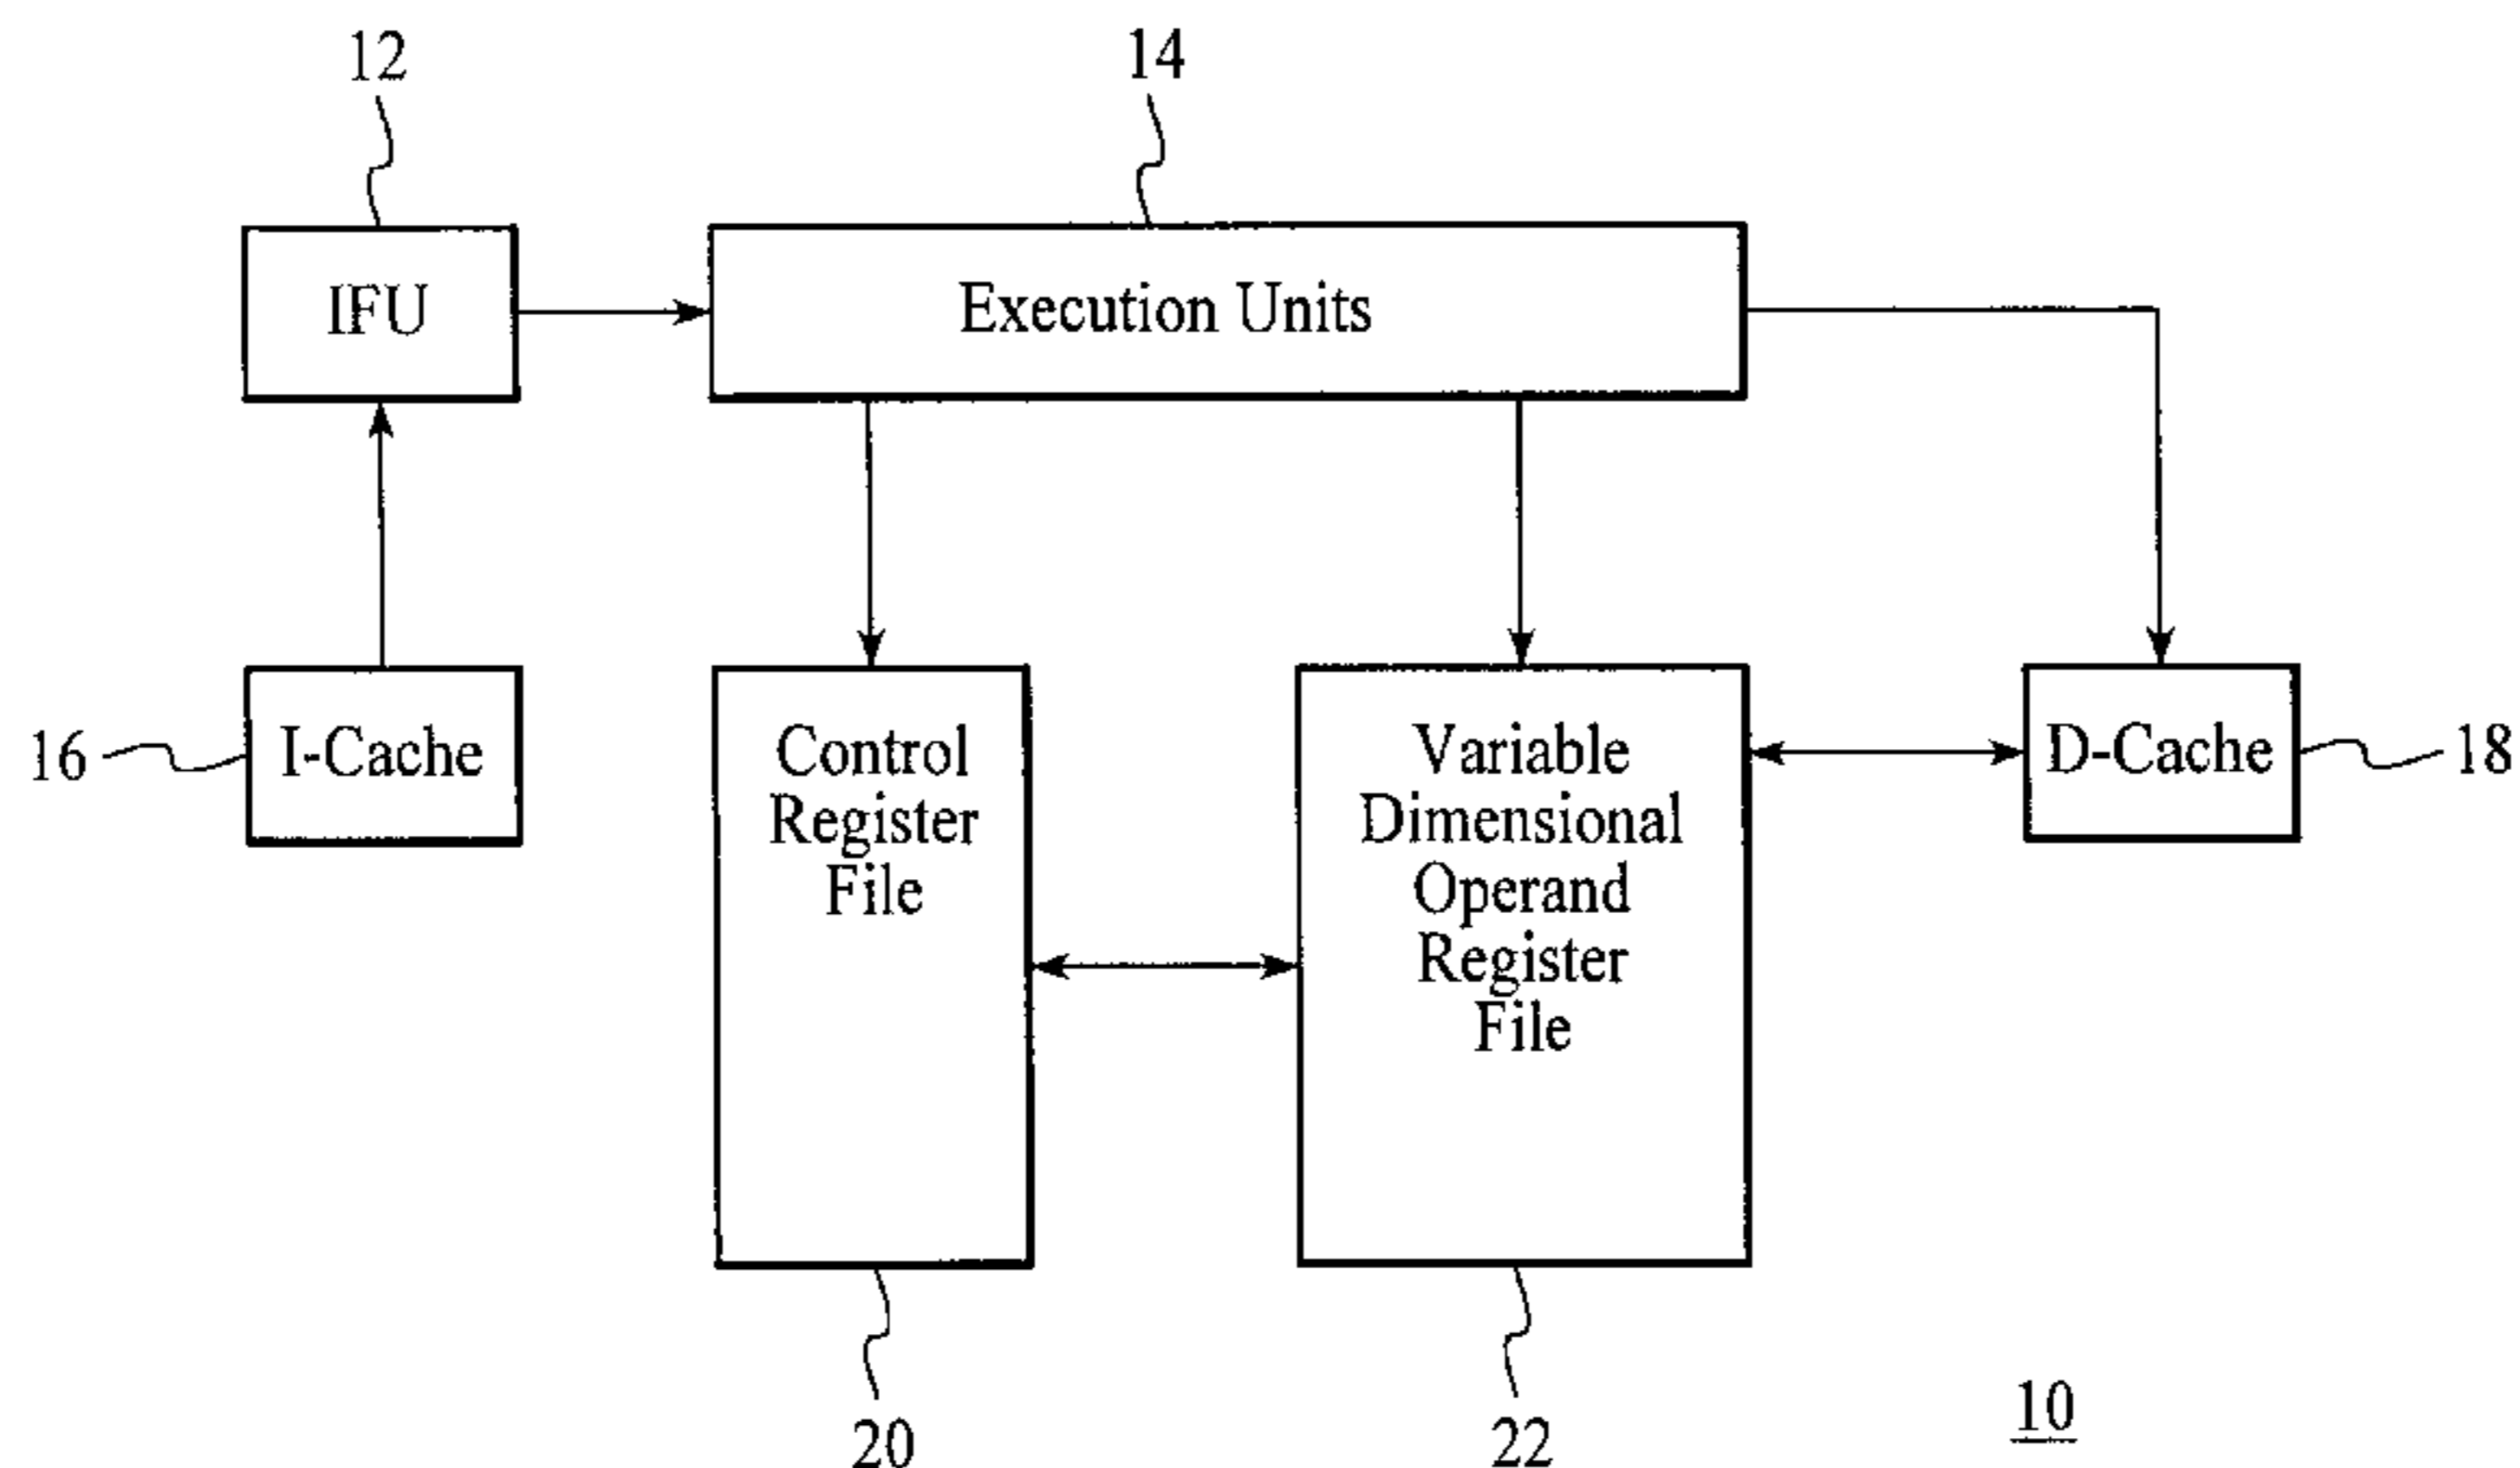 12
14
IFU
Execution Units
16
I-Cache
Control
Register
File
Variable
Dimensional
Operand
Register
File
D-Cache
18
20
22
10